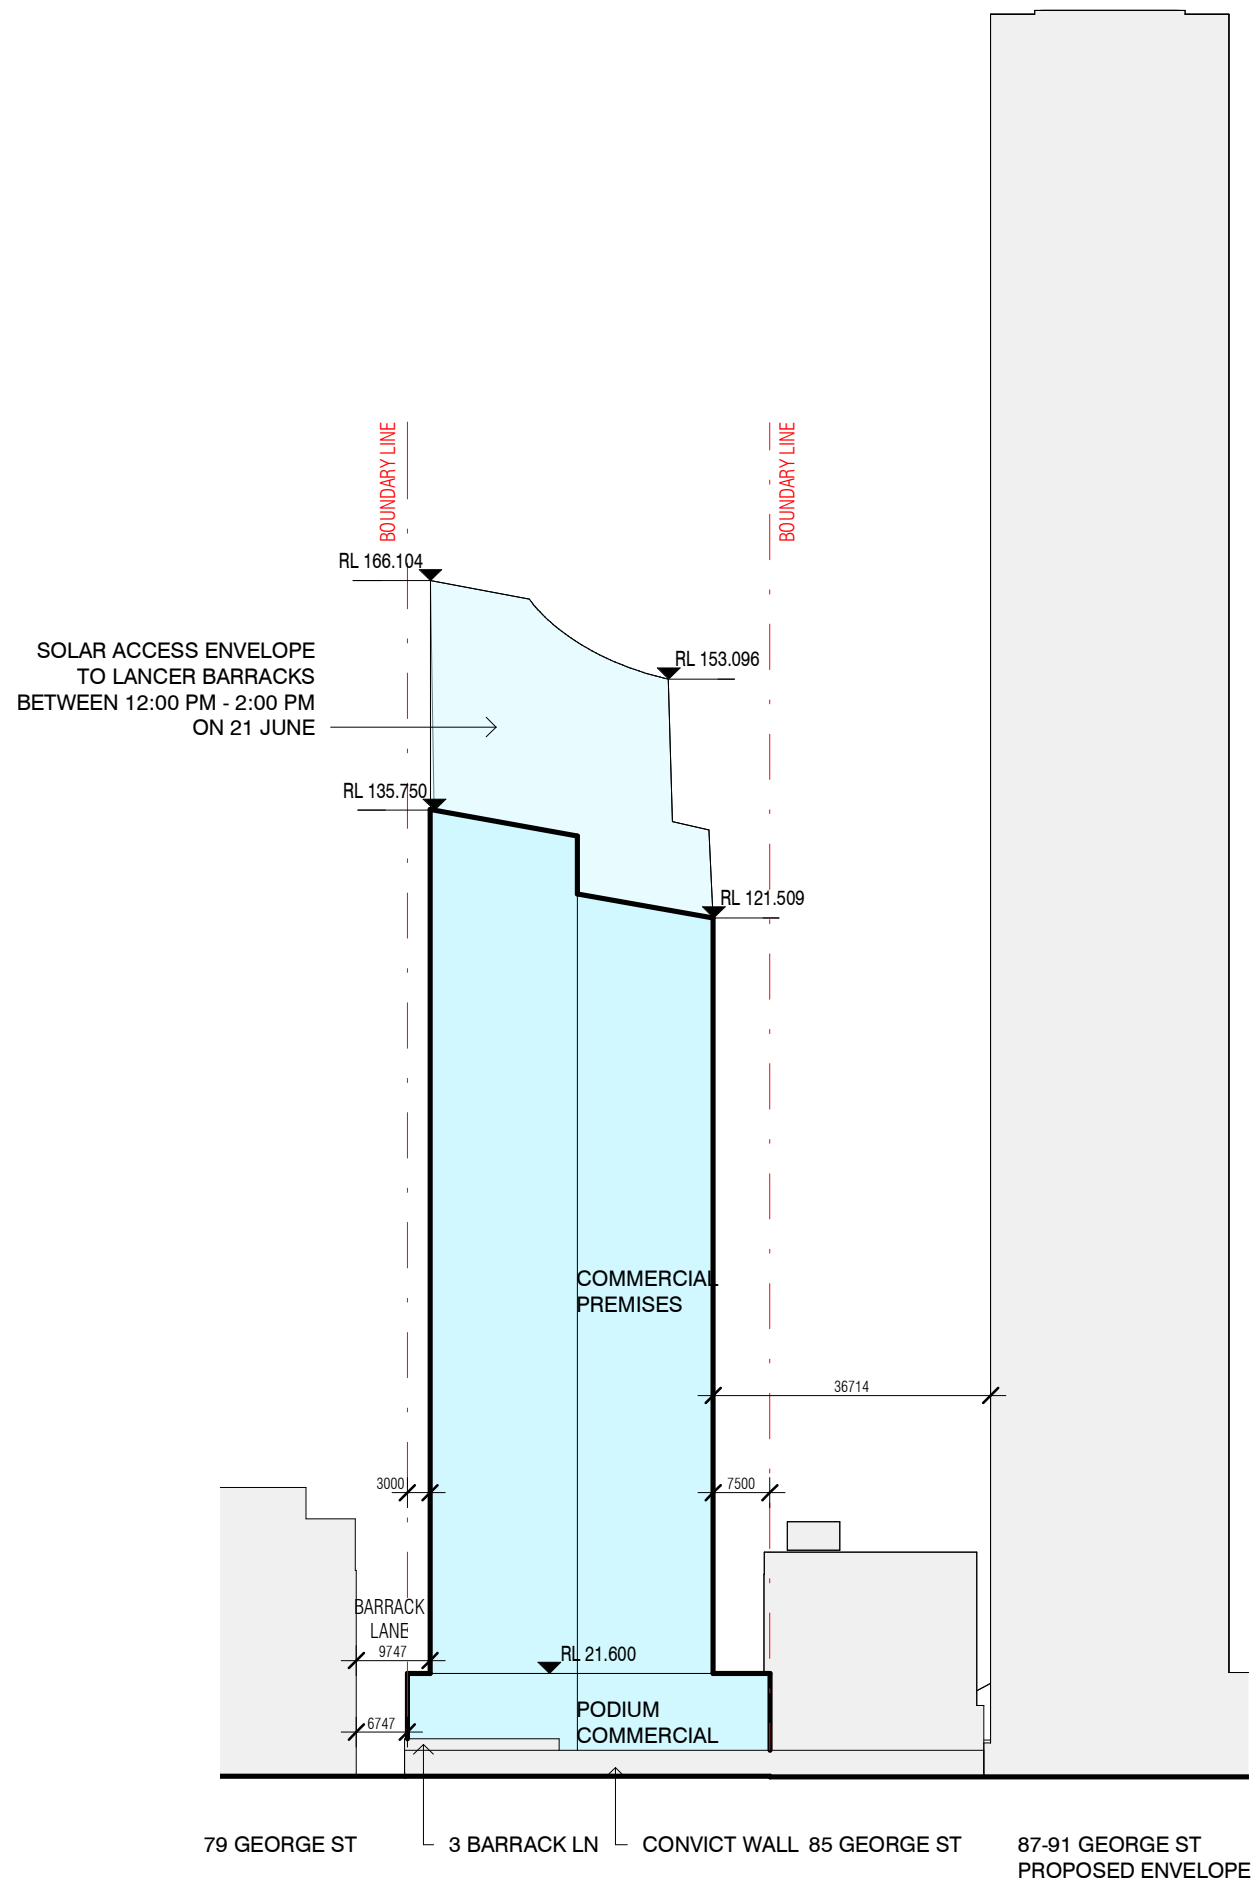 BOUNDARY LINE
BOUNDARY LINE
RL 166.104
SOLAR ACCESS ENVELOPE
TO LANCER BARRACKS
BETWEEN 12:00 PM - 2:00 PM
ON 21 JUNE
RL 153.096
RL 135.750
RL 121.509
COMMERCIAL
PREMISES
36714
3000
7500
BARRACK
LANE
9747
RL 21.600
PODIUM
COMMERCIAL
6747
79 GEORGE ST
3 BARRACK LN
CONVICT WALL
85 GEORGE ST
87-91 GEORGE ST
PROPOSED ENVELOPE